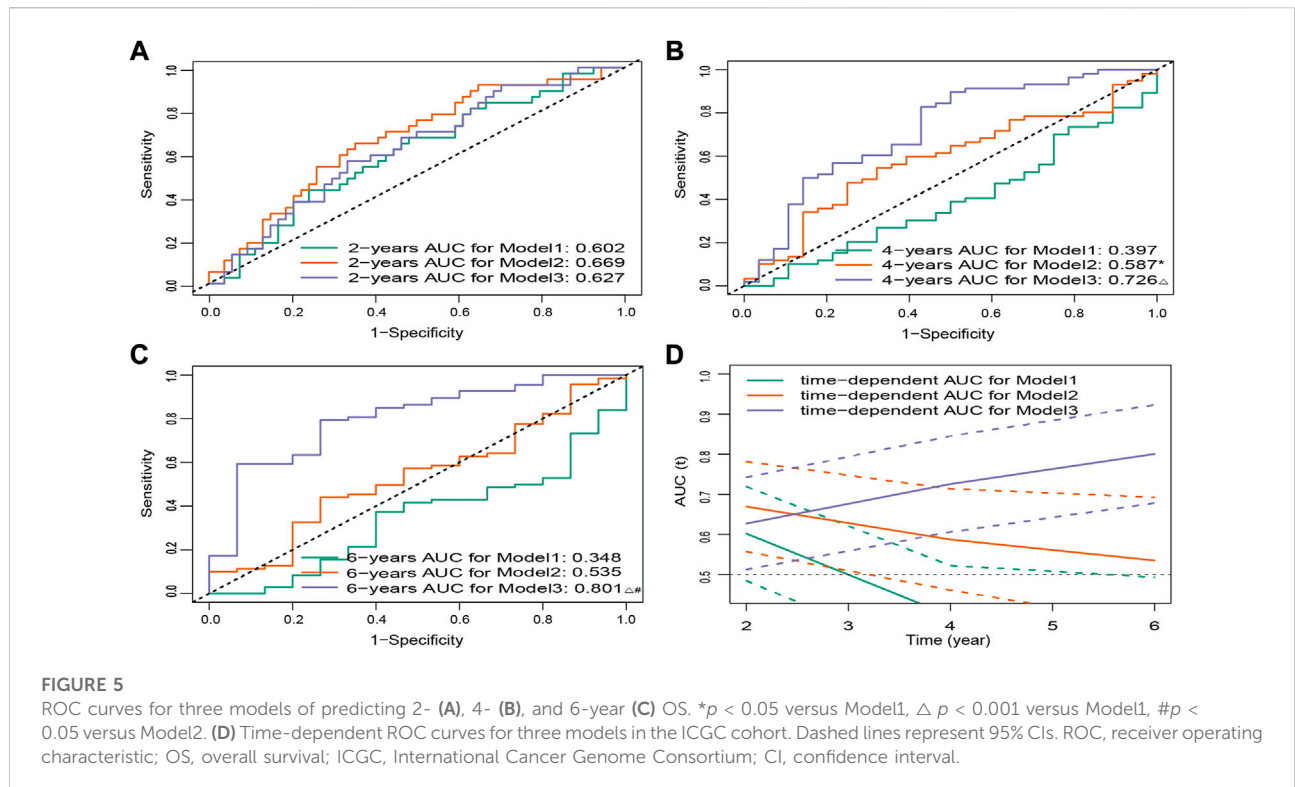 A
Sensitivity
0.0 0.2 0.4 0.6 0.8 1.0
2-years AUC for Model1: 0.602
2-years AUC for Model2: 0.669
2-years AUC for Model3: 0.627
0.0 0.2 0.4 0.6 0.8 1.0
1-Specificity
B
Sensitivity
0.0 0.2 0.4 0.6 0.8 1.0
4-years AUC for Model1: 0.397
4-years AUC for Model2: 0.587*
4-years AUC for Model3: 0.726△
0.0 0.2 0.4 0.6 0.8 1.0
1-Specificity
C
Sensitivity
0.0 0.2 0.4 0.6 0.8 1.0
6-years AUC for Model1: 0.348
6-years AUC for Model2: 0.535
6-years AUC for Model3: 0.801△#
0.0 0.2 0.4 0.6 0.8 1.0
1-Specificity
D
AUC (t)
0.5 0.6 0.7 0.8 0.9 1.0
time-dependent AUC for Model1
time-dependent AUC for Model2
time-dependent AUC for Model3
2 3 4 5 6
Time (year)
FIGURE 5
ROC curves for three models of predicting 2- (A), 4- (B), and 6-year (C) OS. *p < 0.05 versus Model1, △ p < 0.001 versus Model1, #p <
0.05 versus Model2. (D) Time-dependent ROC curves for three models in the ICGC cohort. Dashed lines represent 95% CIs. ROC, receiver operating
characteristic; OS, overall survival; ICGC, International Cancer Genome Consortium; CI, confidence interval.